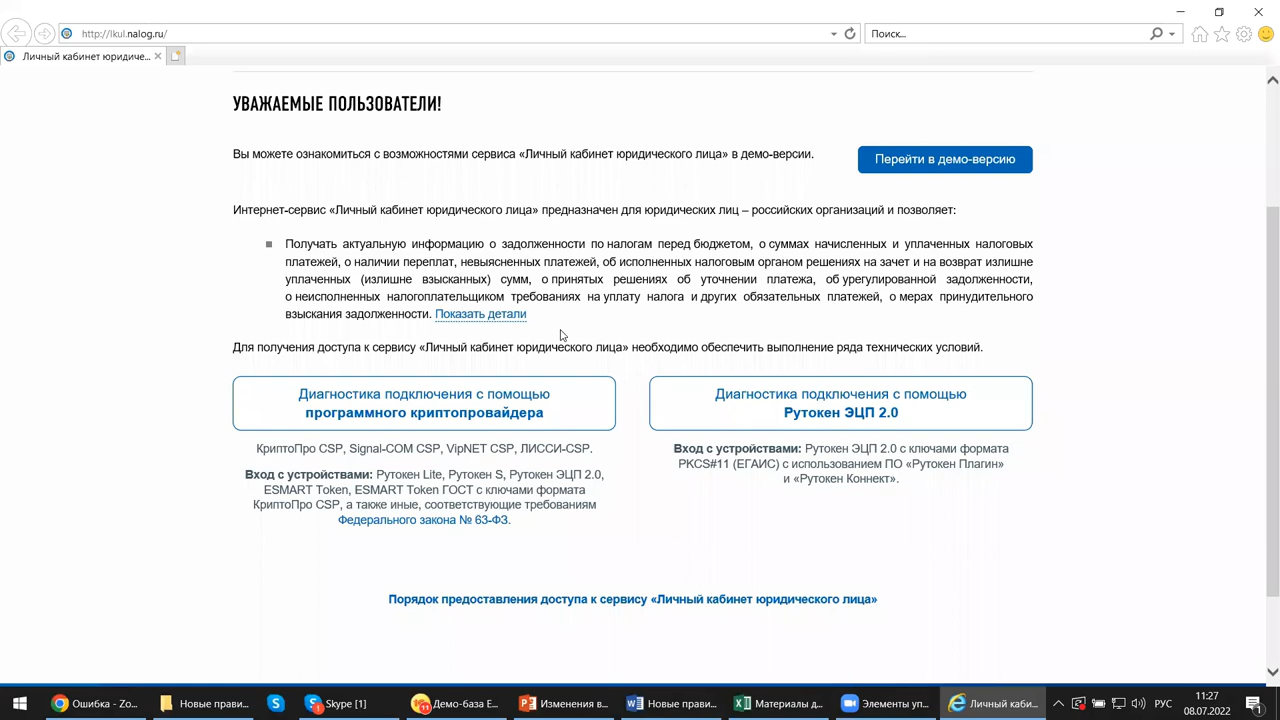 http://lkul.nalog.ru/
Поиск...
Личный кабинет юридиче...
УВАЖАЕМЫЕ ПОЛЬЗОВАТЕЛИ!
Вы можете ознакомиться с возможностями сервиса «Личный кабинет юридического лица» в демо-версии.
Перейти в демо-версию
Интернет-сервис «Личный кабинет юридического лица» предназначен для юридических лиц – российских организаций и позволяет:
Получать актуальную информацию о задолженности по налогам перед бюджетом, о суммах начисленных и уплаченных налоговых
платежей, о наличии переплат, невыясненных платежей, об исполненных налоговым органом решениях на зачет и на возврат излишне
уплаченных (излишне взысканных) сумм, о принятых решениях об уточнении платежа, об урегулированной задолженности,
о неисполненных налогоплательщиком требованиях на уплату налога и других обязательных платежей, о мерах принудительного
взыскания задолженности. Показать детали
Для получения доступа к сервису «Личный кабинет юридического лица» необходимо обеспечить выполнение ряда технических условий.
Диагностика подключения с помощью
программного криптопровайдера
КриптоПро CSP, Signal-COM CSP, VipNET CSP, ЛИССИ-CSP.
Вход с устройствами: Рутокен Lite, Рутокен S, Рутокен ЭЦП 2.0,
ESMART Token, ESMART Token ГОСТ с ключами формата
КриптоПро CSP, а также иные, соответствующие требованиям
Федерального закона № 63-ФЗ.
Диагностика подключения с помощью
Рутокен ЭЦП 2.0
Вход с устройствами: Рутокен ЭЦП 2.0 с ключами формата
PKCS#11 (ЕГАИС) с использованием ПО «Рутокен Плагин»
и «Рутокен Коннект».
Порядок предоставления доступа к сервису «Личный кабинет юридического лица»
Ошибка - Zo...
Новые прави...
Skype [1]
Демо-база Е...
Изменения в...
Новые прави...
Материалы д...
Элементы уп...
Личный каби...
РУС
11:27
08.07.2022